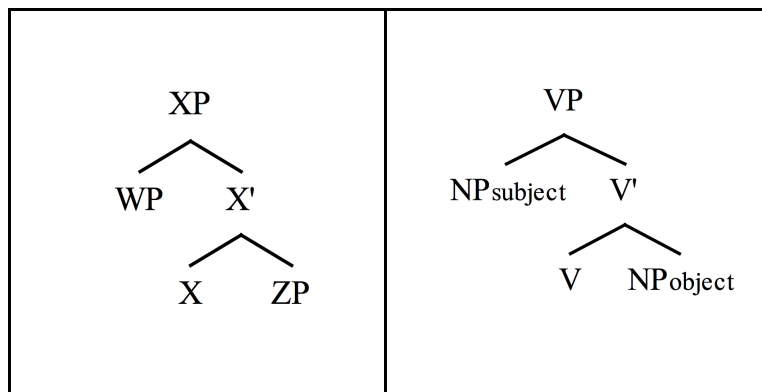 XP
WP X'
X ZP
VP
NPsubject V'
V NPobject